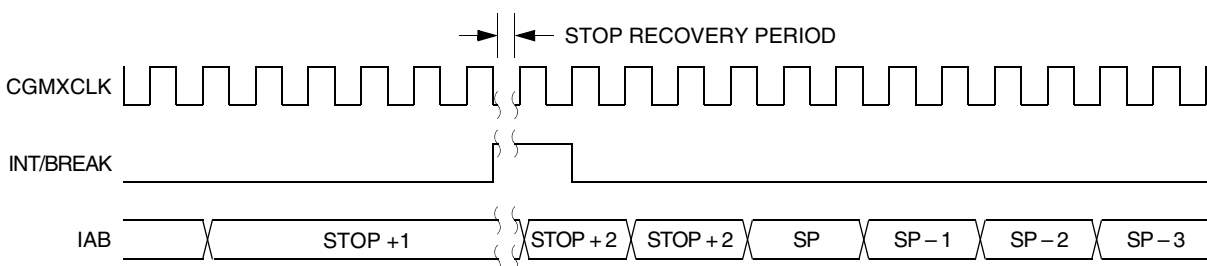 STOP RECOVERY PERIOD
CGMXCLK
INT/BREAK
IAB STOP +1 STOP + 2 STOP + 2 SP SP – 1 SP – 2 SP – 3